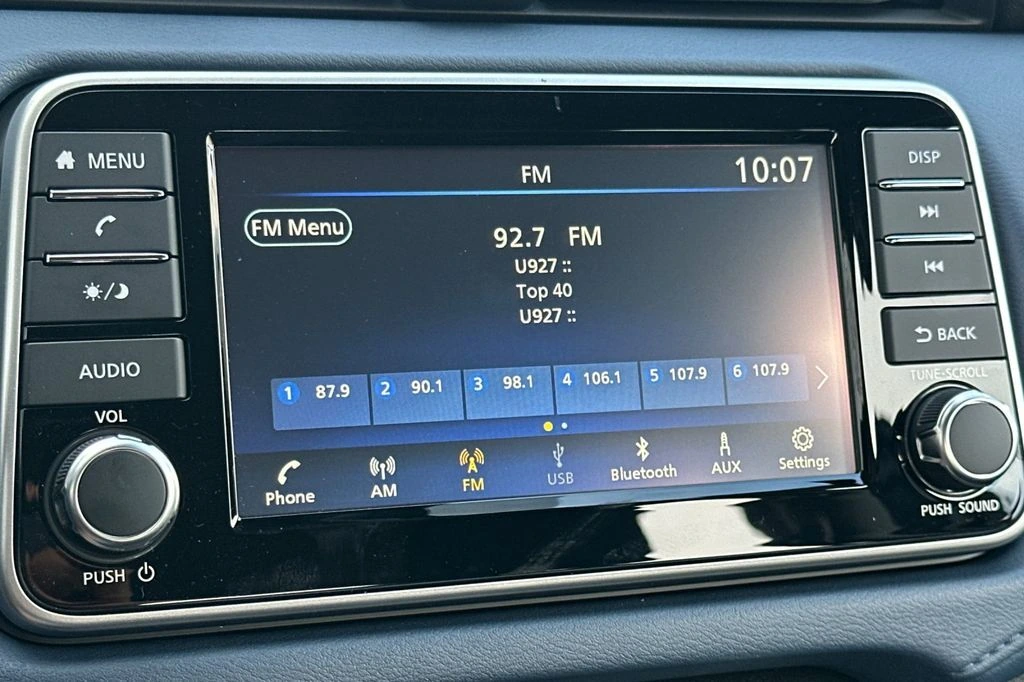 MENU
AUDIO
VOL
PUSH
FM
10:07
FM Menu
92.7 FM
U927 ::
Top 40
U927 ::
1 87.9
2 90.1
3 98.1
4 106.1
5 107.9
6 107.9
Phone
AM
FM
USB
Bluetooth
AUX
Settings
DISP
BACK
TUNE·SCROLL
PUSH SOUND